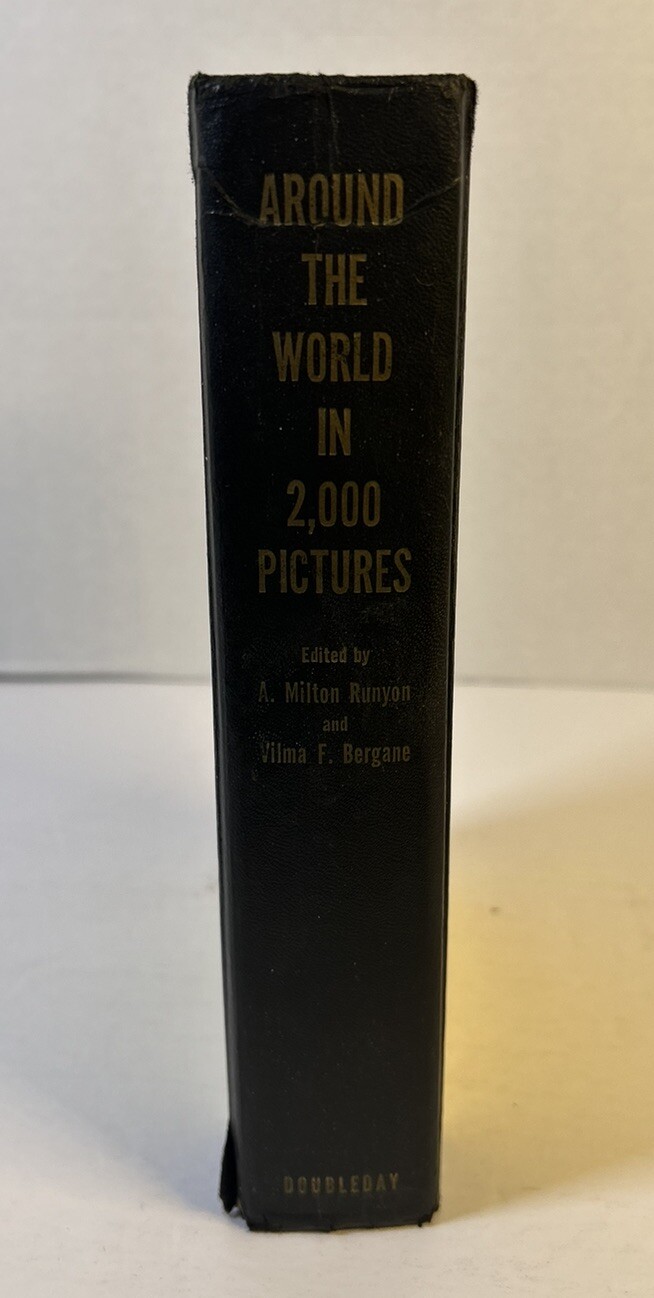 AROUND
THE
WORLD
IN
2,000
PICTURES
Edited by
A. Milton Runyon
and
Vilma F. Bergane
DOUBLEDAY